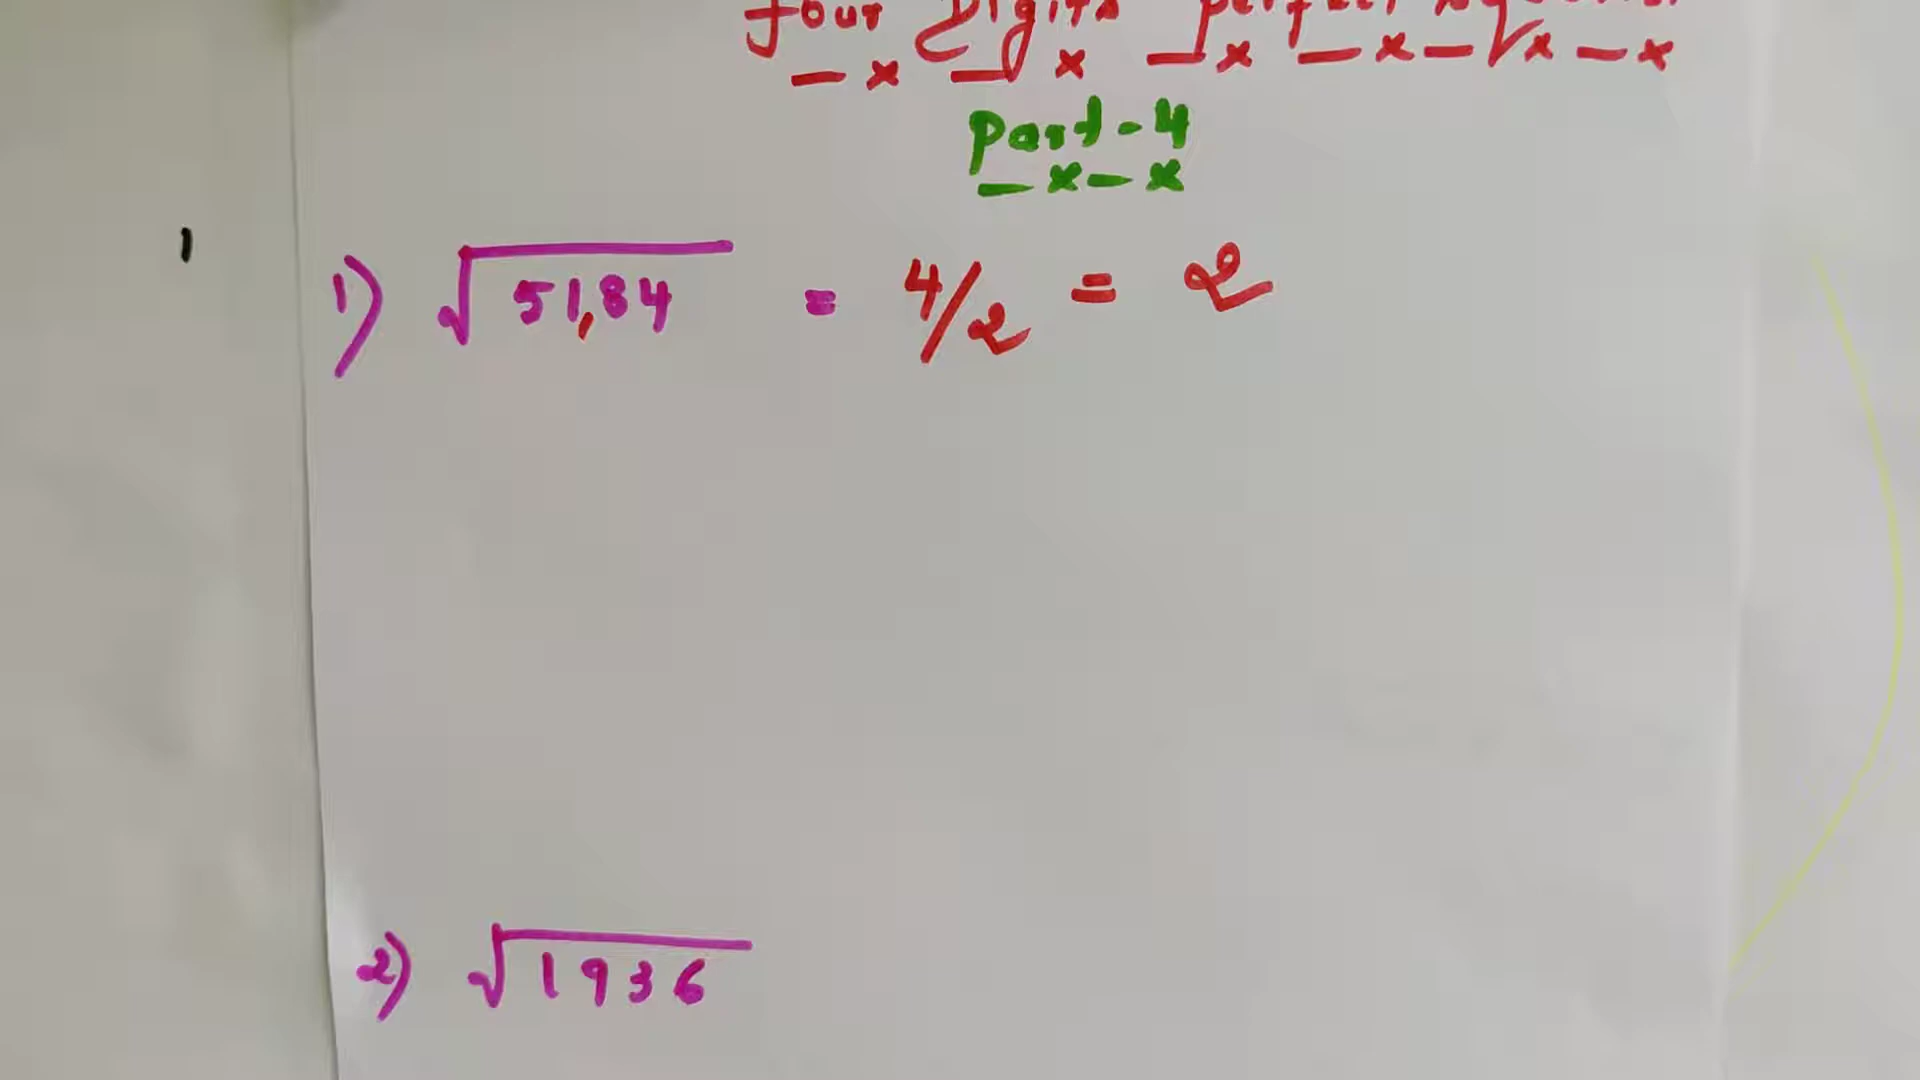 four Digits perfect squares
part-4
1) √51,84 = 4/2 = 2
2) √1936